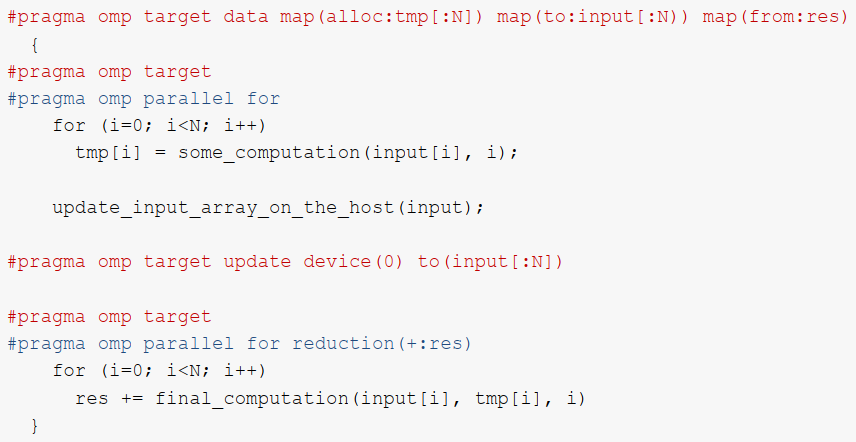 #pragma omp target data map(alloc:tmp[:N]) map(to:input[:N)) map(from:res)
{
#pragma omp target
#pragma omp parallel for
for (i=0; i<N; i++)
tmp[i] = some_computation(input[i], i);
update_input_array_on_the_host(input);
#pragma omp target update device(0) to(input[:N])
#pragma omp target
#pragma omp parallel for reduction(+:res)
for (i=0; i<N; i++)
res += final_computation(input[i], tmp[i], i)
}